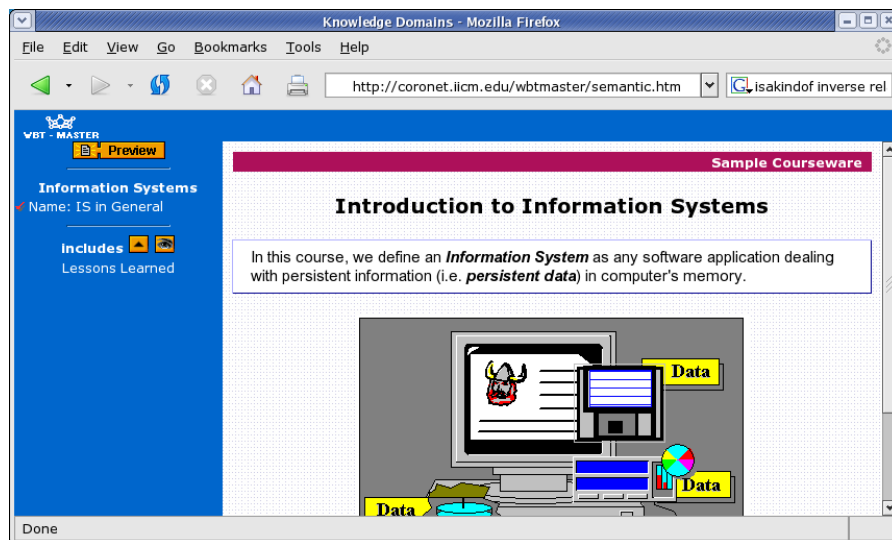 Knowledge Domains - Mozilla Firefox
File Edit View Go Bookmarks Tools Help
http://coronet.iicm.edu/wbtmaster/semantic.htm
G isakindof inverse rel
WBT - MASTER
Preview
Information Systems
Name: IS in General
includes
Lessons Learned
Sample Courseware
Introduction to Information Systems
In this course, we define an Information System as any software application dealing
with persistent information (i.e. persistent data) in computer's memory.
Data
Data
Data
Done